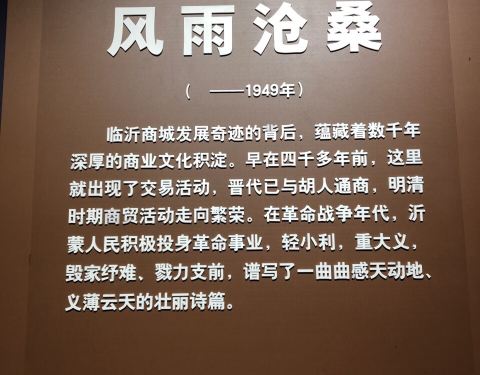 风雨沧桑
( ——1949年)
临沂商城发展奇迹的背后，蕴藏着数千年
深厚的商业文化积淀。早在四千多年前，这里
就出现了交易活动，晋代已与胡人通商，明清
时期商贸活动走向繁荣。在革命战争年代，沂
蒙人民积极投身革命事业，轻小利，重大义，
毁家纾难、戮力支前，谱写了一曲曲感天动地、
义薄云天的壮丽诗篇。